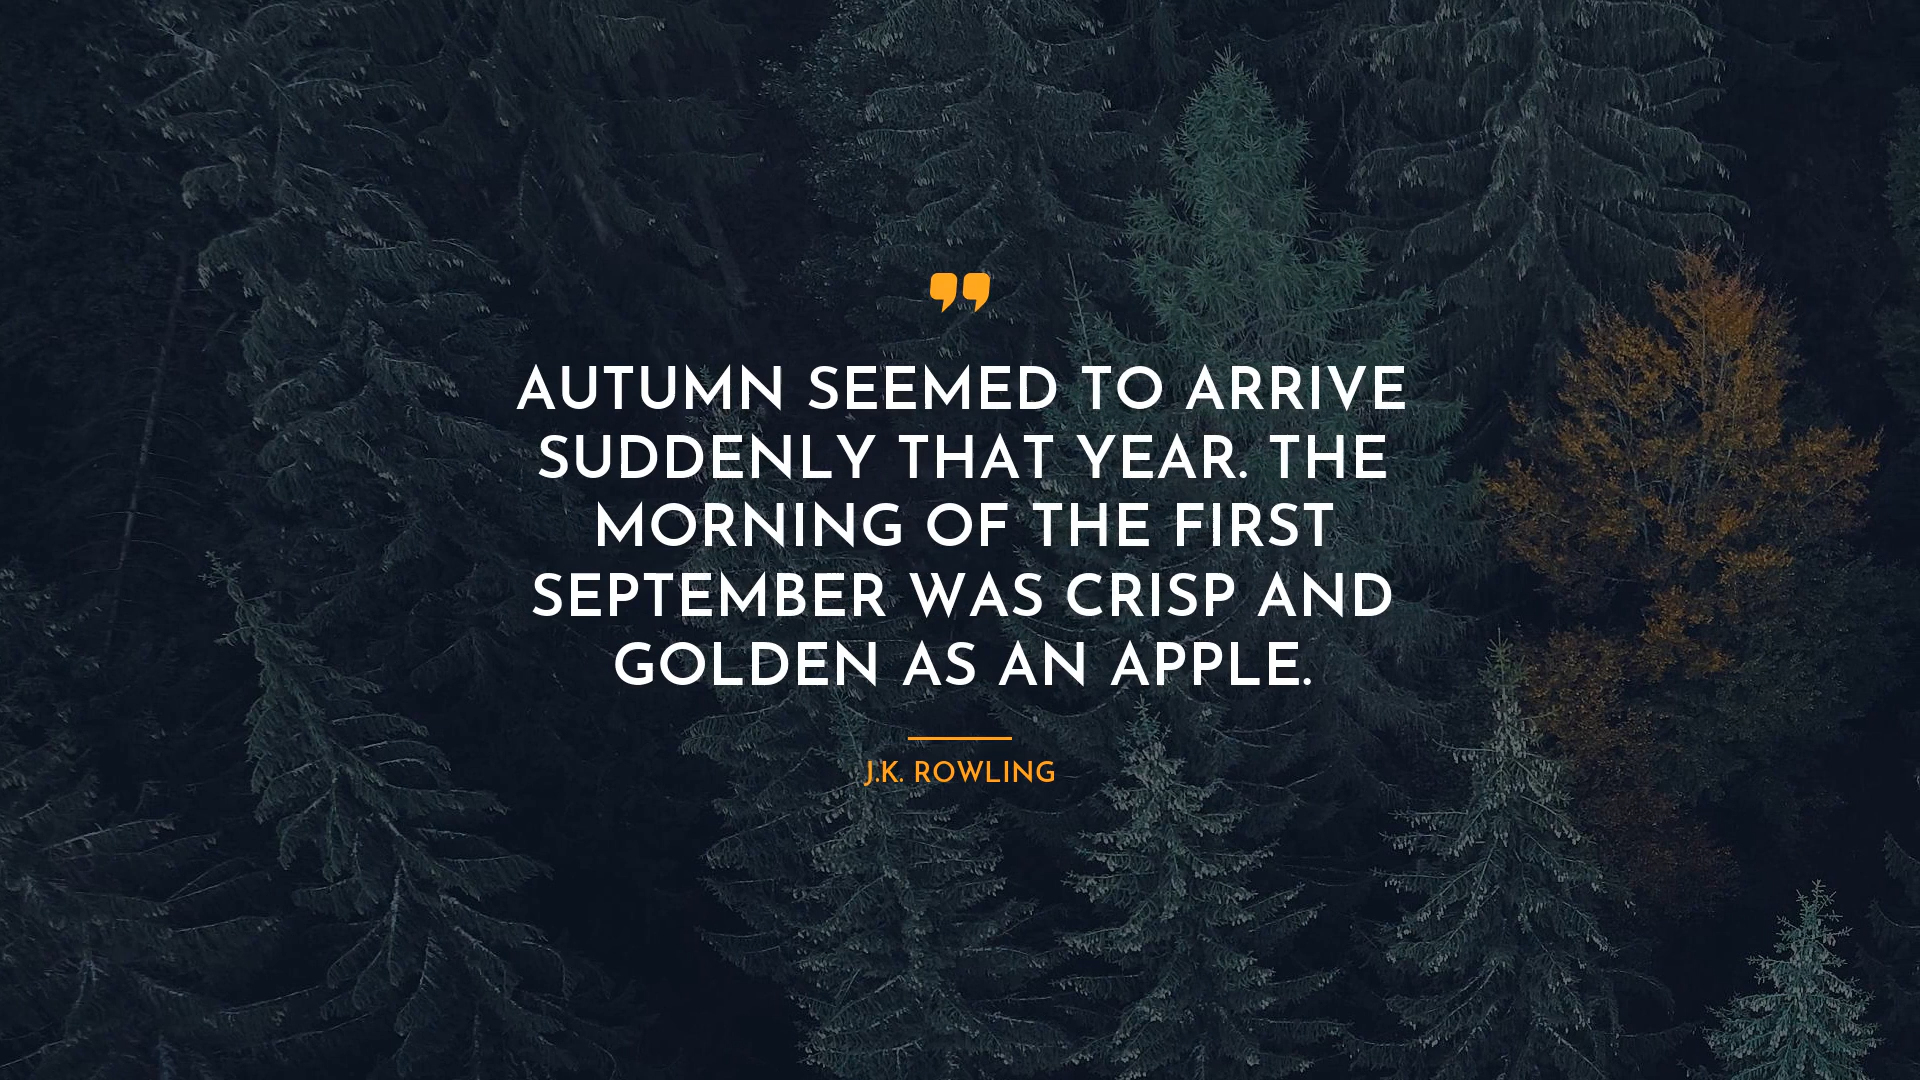 ❜❜
AUTUMN SEEMED TO ARRIVE
SUDDENLY THAT YEAR. THE
MORNING OF THE FIRST
SEPTEMBER WAS CRISP AND
GOLDEN AS AN APPLE.
J.K. ROWLING